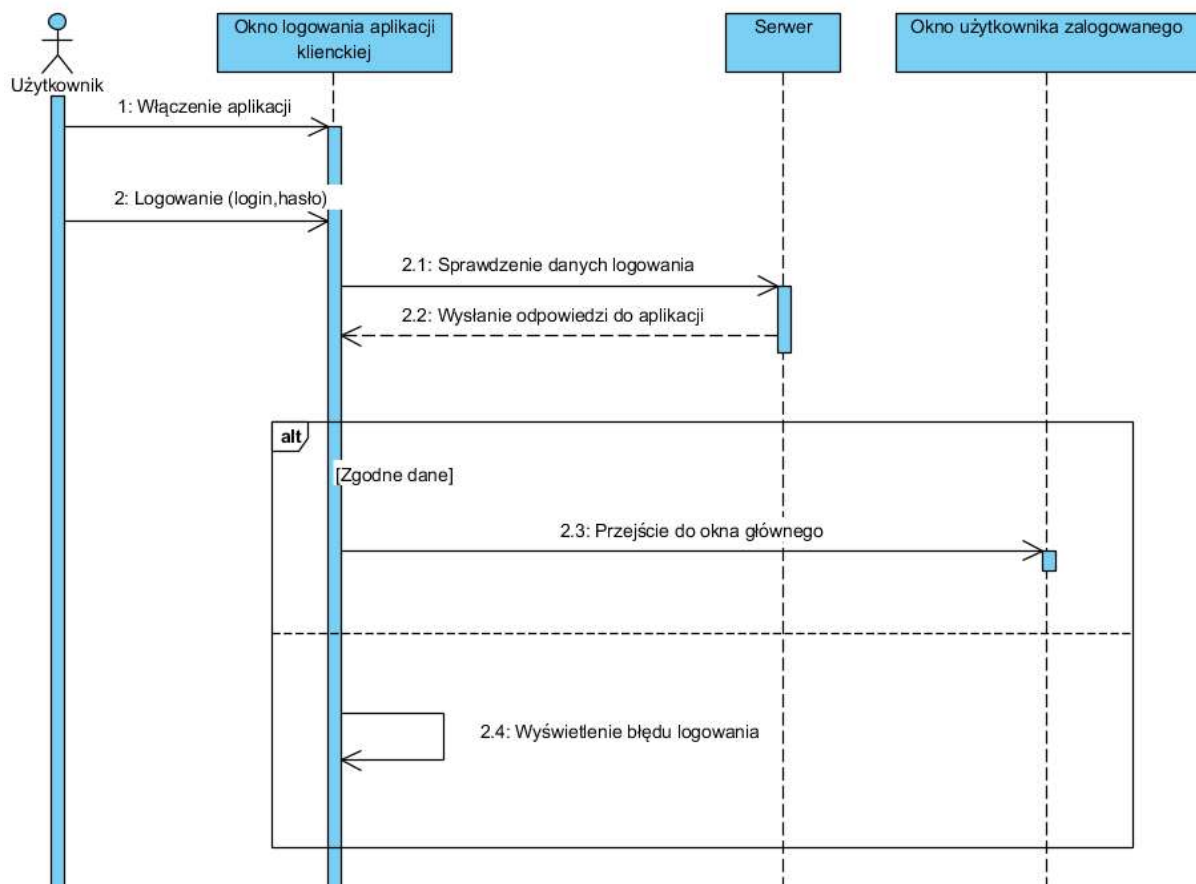 Okno logowania aplikacji
klienckiej
Serwer
Okno użytkownika zalogowanego
Użytkownik
1: Włączenie aplikacji
2: Logowanie (login,hasło)
2.1: Sprawdzenie danych logowania
2.2: Wysłanie odpowiedzi do aplikacji
alt
[Zgodne dane]
2.3: Przejście do okna głównego
2.4: Wyświetlenie błędu logowania